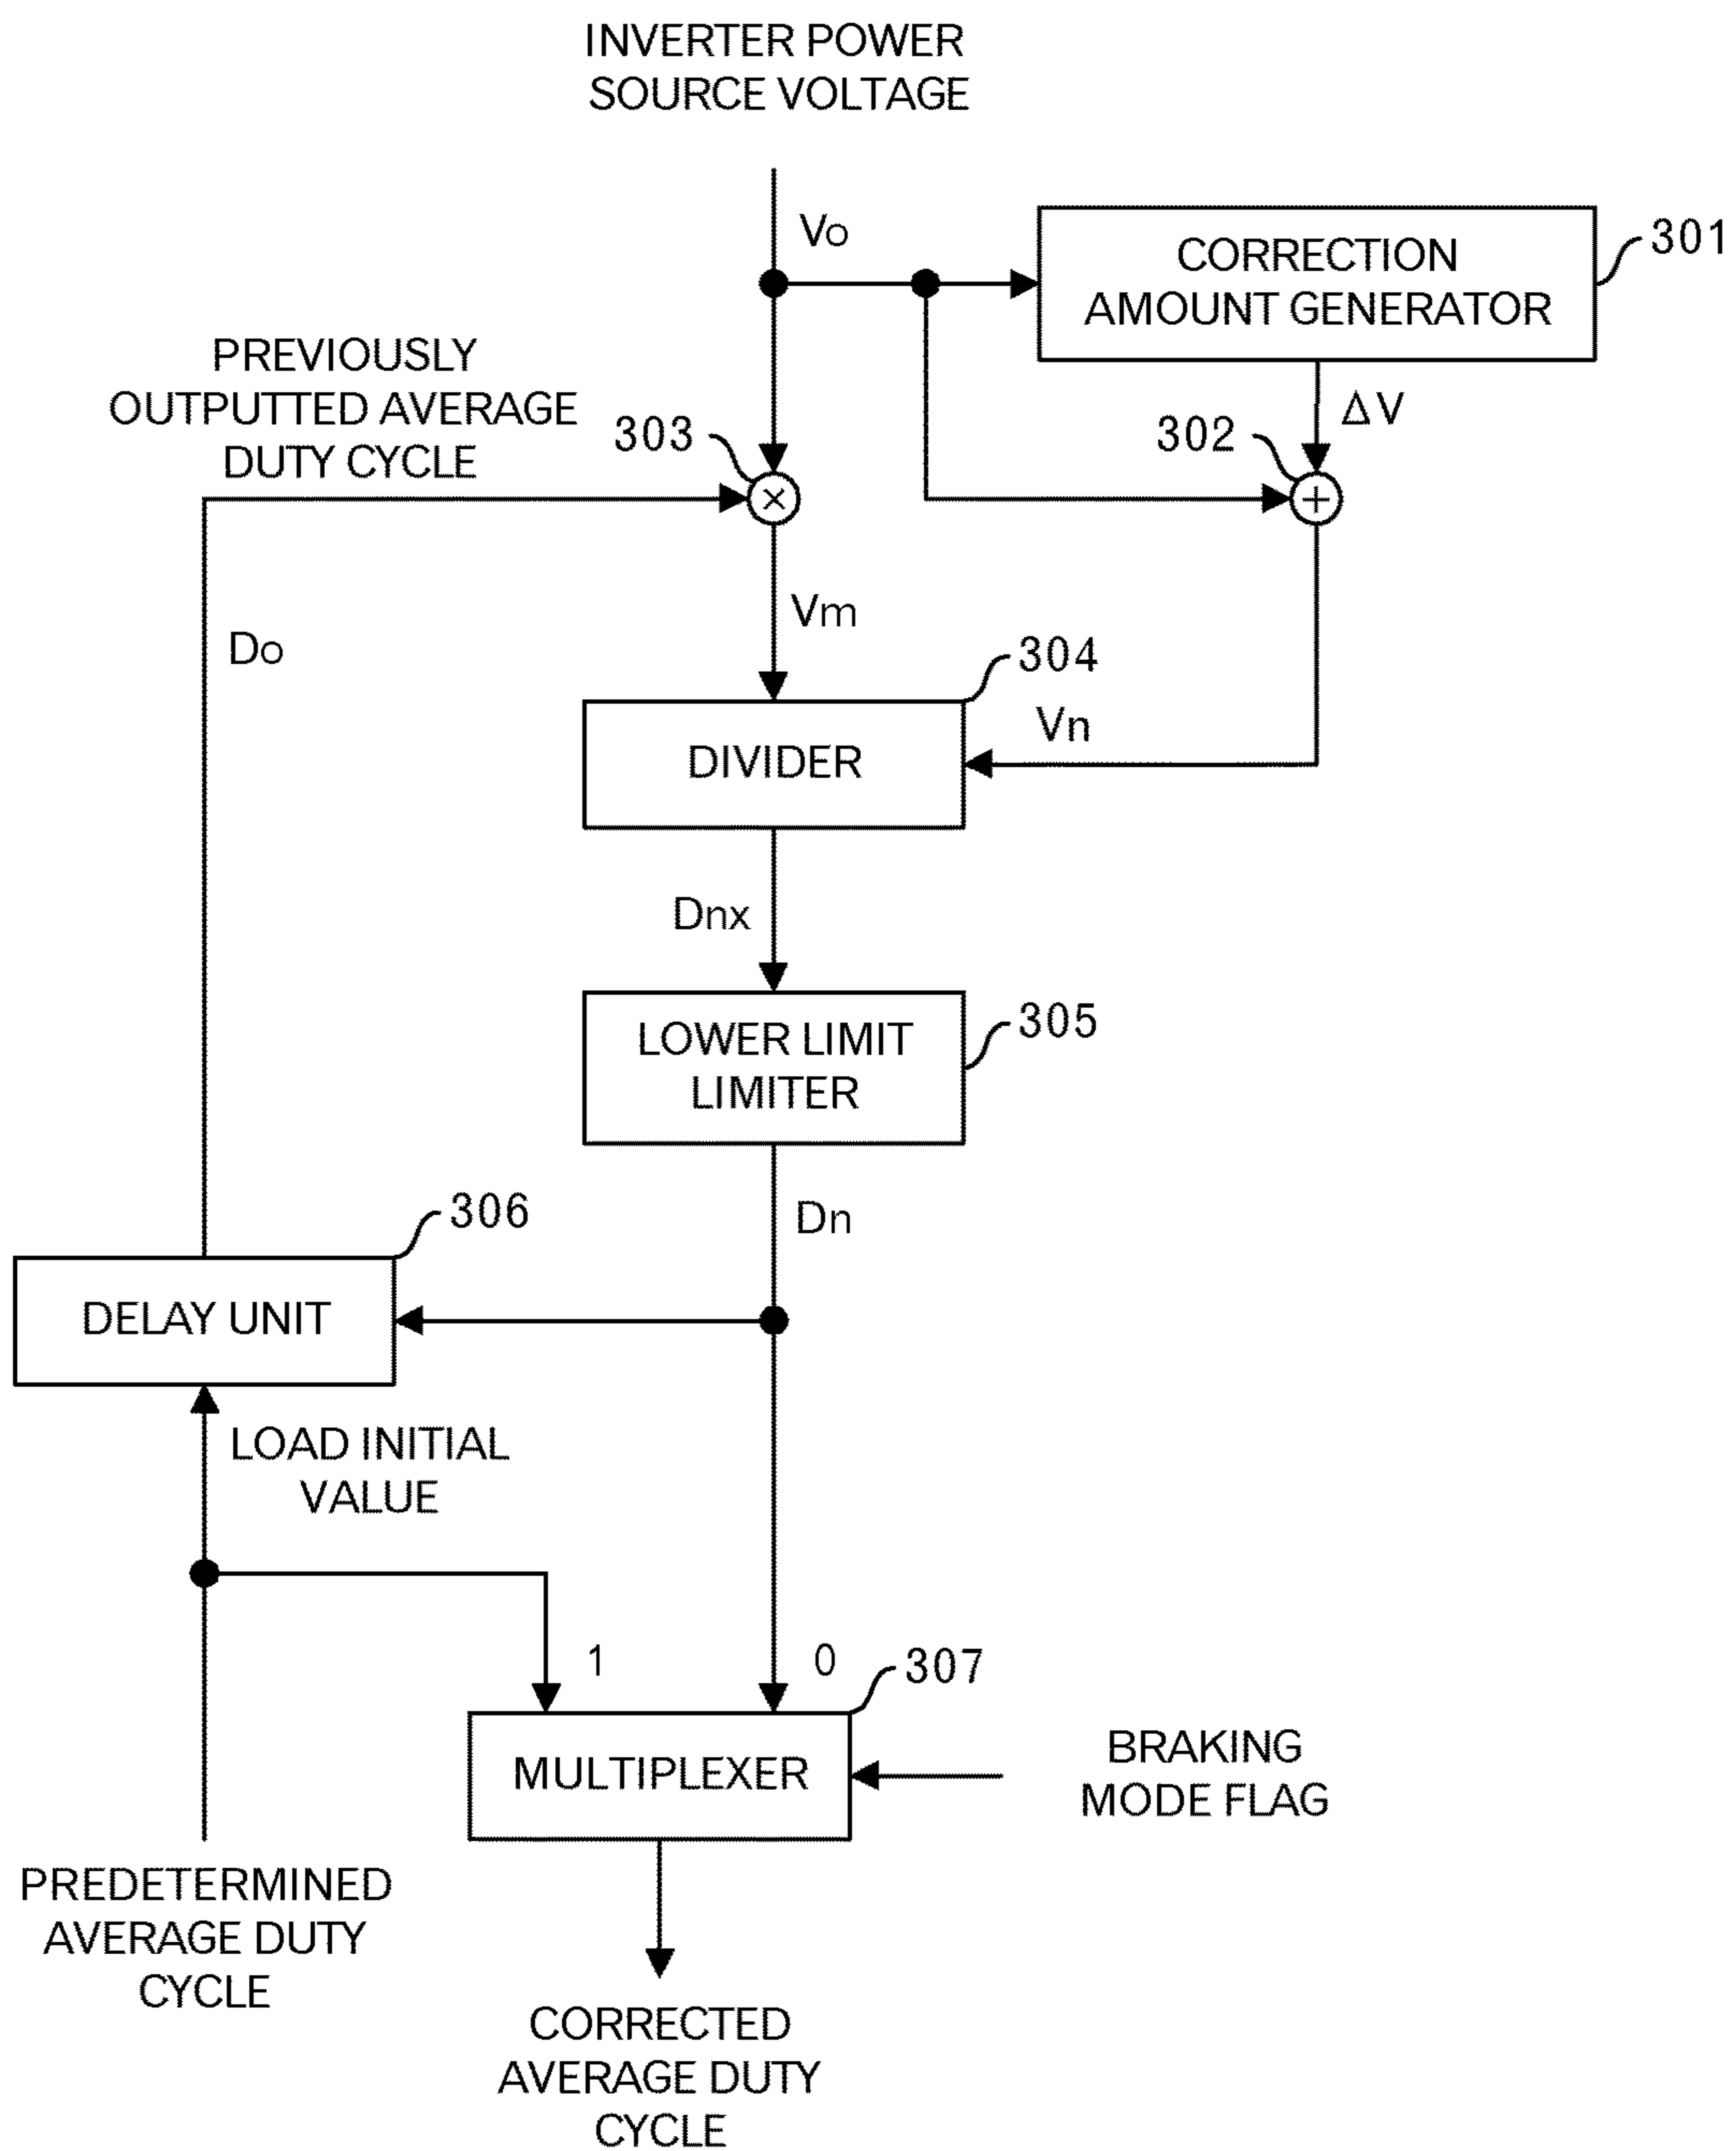 INVERTER POWER
SOURCE VOLTAGE
Vo
CORRECTION
AMOUNT GENERATOR
301
PREVIOUSLY
OUTPUTTED AVERAGE
DUTY CYCLE
303
×
ΔV
302
+
Do
Vm
304
Vn
DIVIDER
Dnx
LOWER LIMIT
LIMITER
305
Dn
306
DELAY UNIT
LOAD INITIAL
VALUE
1
0
307
MULTIPLEXER
BRAKING
MODE FLAG
PREDETERMINED
AVERAGE DUTY
CYCLE
CORRECTED
AVERAGE DUTY
CYCLE